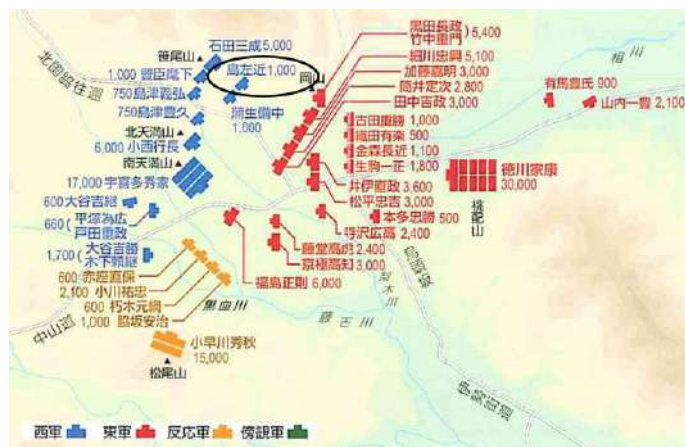 石田三成5,000
笹尾山
島左近1,000
1,000 豊臣麾下
北國脇往還
750島津義弘
750島津豊久
蒲生備中
1,000
北天満山
6,000 小西行長
南天満山
17,000 宇喜多秀家
600大谷吉継
660 平塚為広
戸田重政
1,700 大谷吉勝
木下頼継
600 赤座直保
2,100 小川祐忠
600 朽木元綱
1,000 脇坂安治
中山道
小早川秀秋
15,000
松尾山
黒血川
藤古川
岡山
黒田長政
竹中重門 5,400
細川忠興 5,100
加藤嘉明 3,000
筒井定次 2,800
田中吉政 3,000
古田重勝 1,000
織田有楽 500
金森長近 1,100
生駒一正 1,800
井伊直政 3,600
松平忠吉 3,000
寺沢広高 2,400
本多忠勝 500
藤堂高虎 2,400
京極高知 3,000
福島正則 6,000
相川
有馬豊氏 900
山内一豊 2,100
徳川家康
30,000
桃配山
伊勢街道
西軍
東軍
反応軍
傍観軍